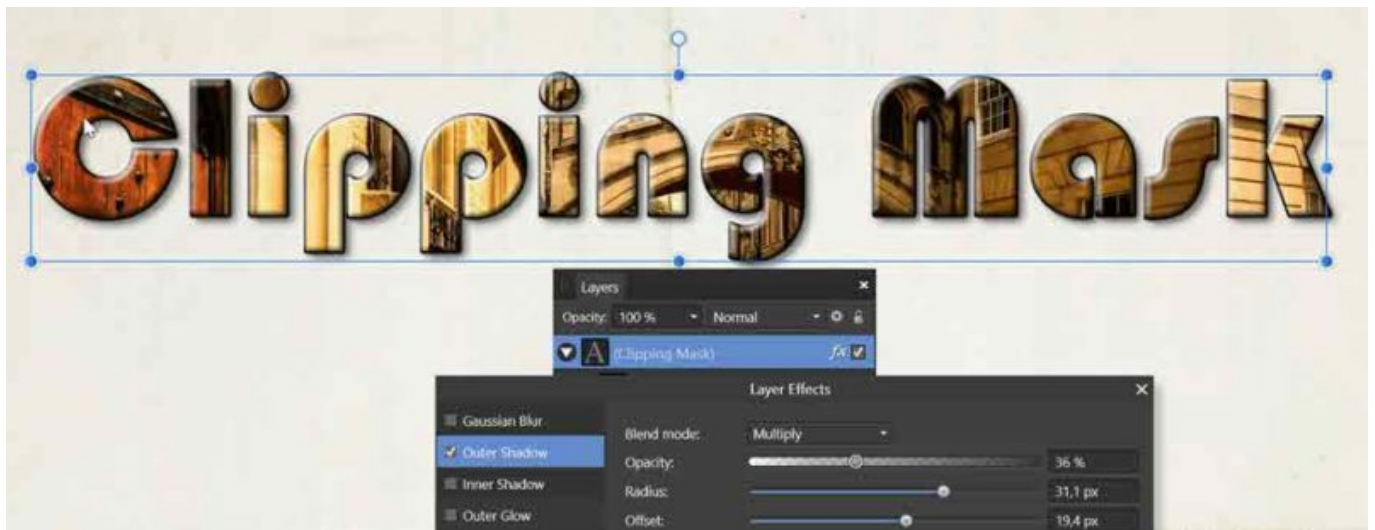 Clipping Mask
Layers
Opacity: 100 % Normal
A (Clipping Mask) fx
Layer Effects
Gaussian Blur
Blend mode: Multiply
Outer Shadow
Opacity: 36 %
Inner Shadow
Radius: 31,1 px
Outer Glow
Offset: 19,4 px